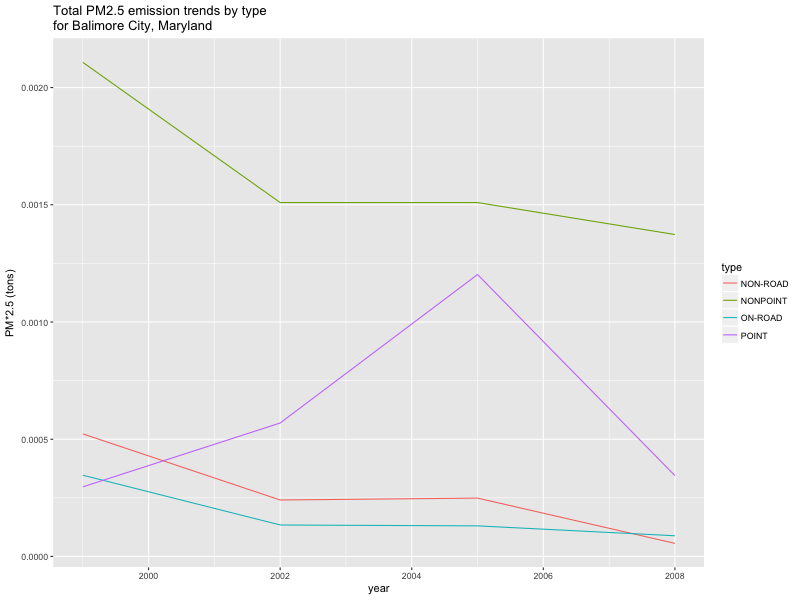 Total PM2.5 emission trends by type
for Balimore City, Maryland
PM*2.5 (tons)
0.0020
0.0015
0.0010
0.0005
0.0000
2000
2002
2004
2006
2008
year
type
NON-ROAD
NONPOINT
ON-ROAD
POINT